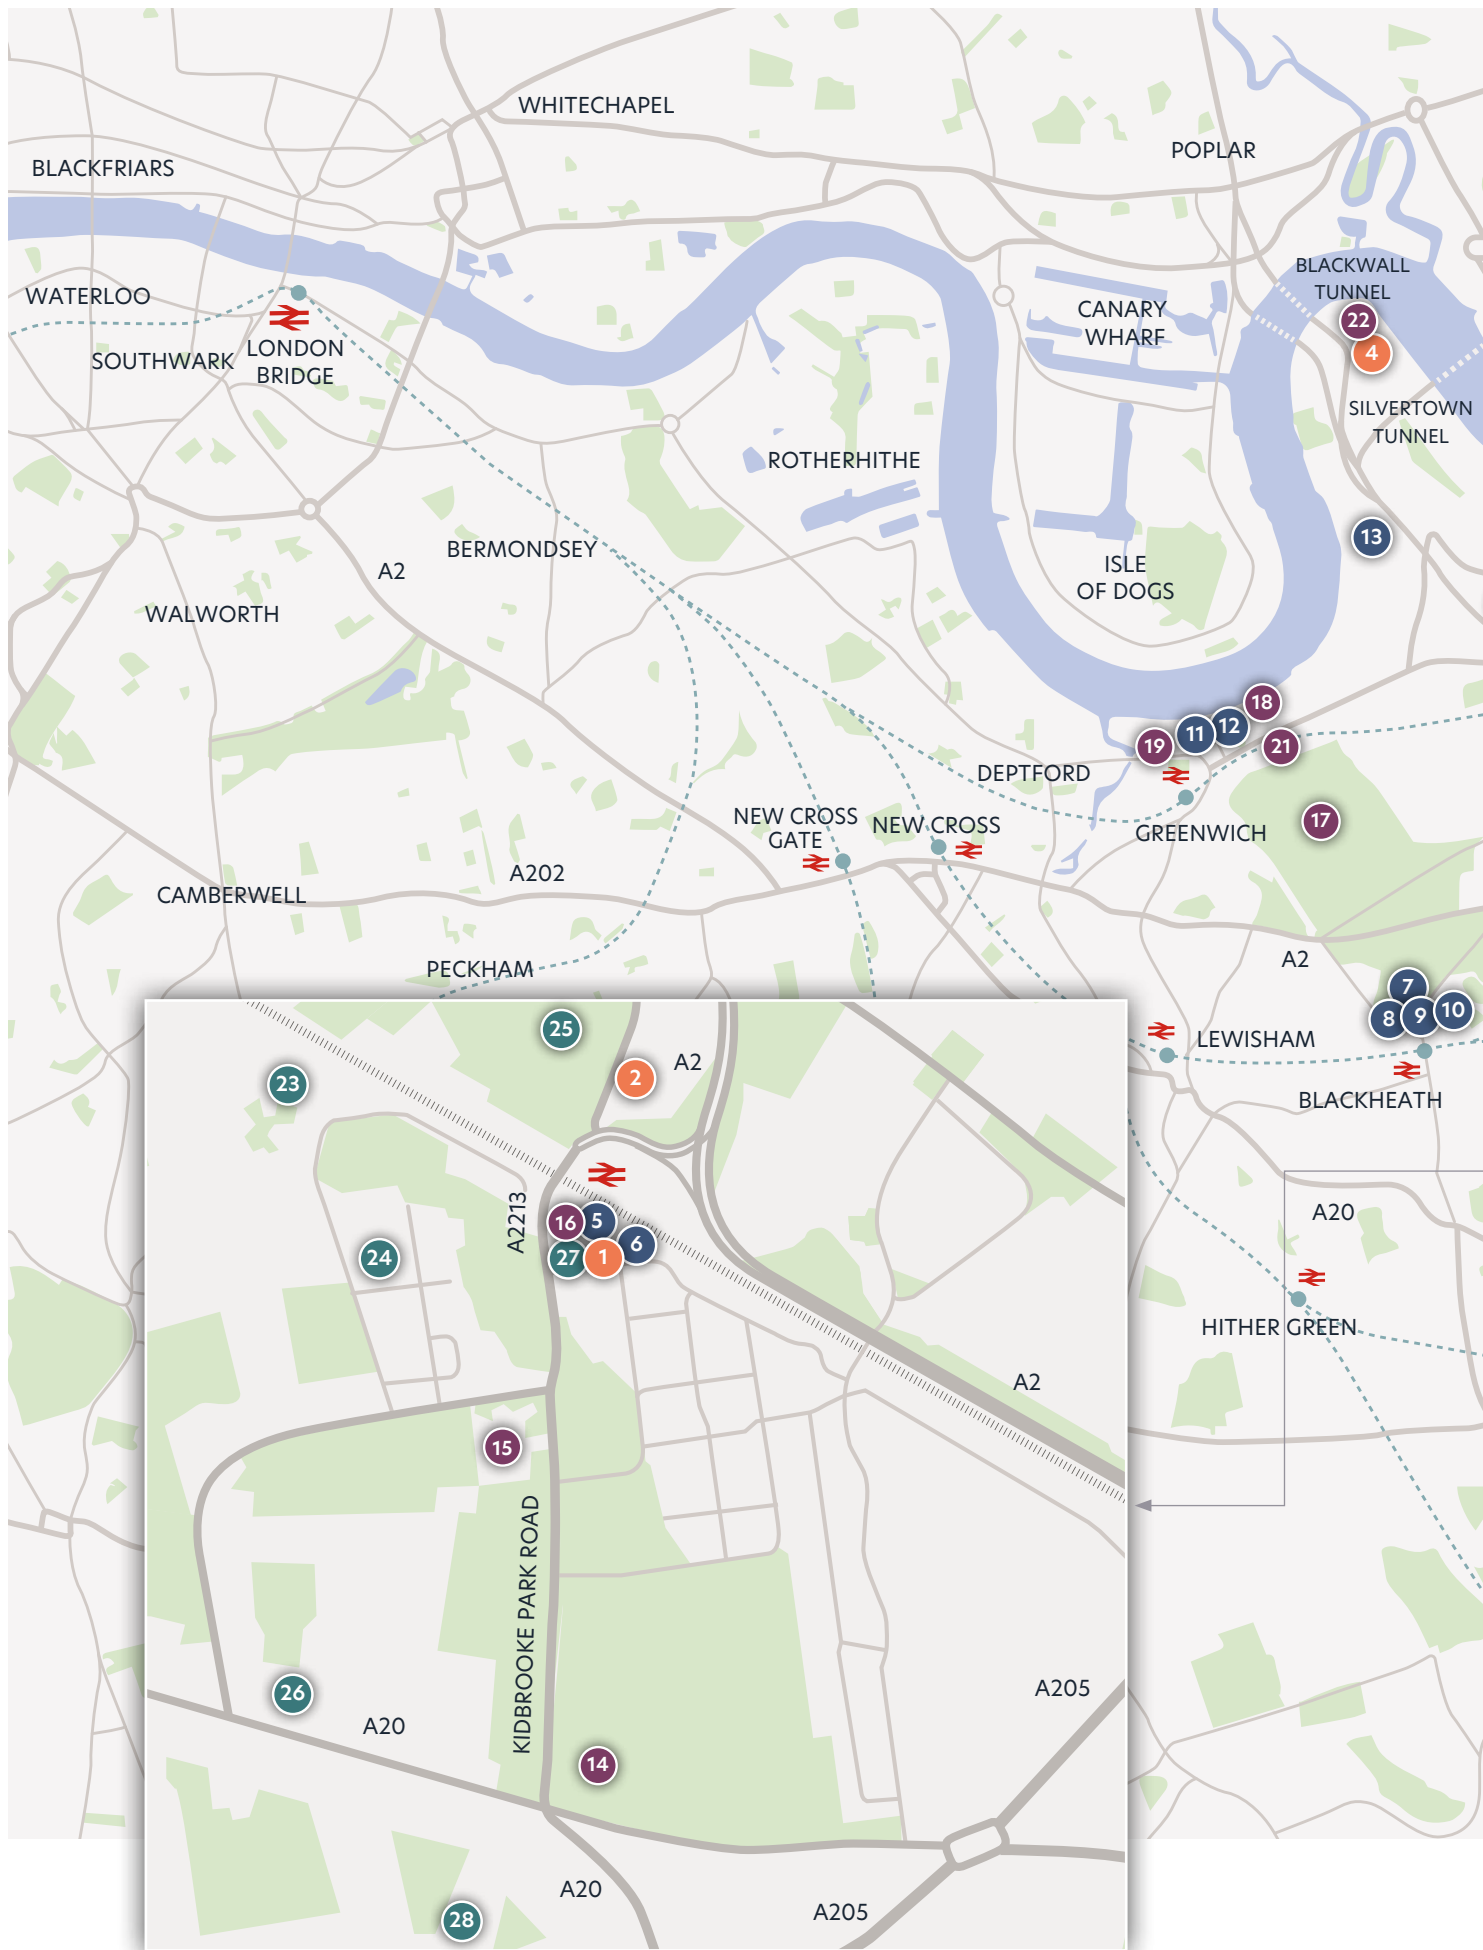 WHITECHAPEL
POPLAR
BLACKFRIARS
BLACKWALL
TUNNEL
WATERLOO
CANARY
WHARF
22
4
SOUTHWARK
LONDON
BRIDGE
SILVERTOWN
TUNNEL
ROTHERHITHE
13
BERMONDSEY
A2
ISLE
OF DOGS
WALWORTH
18
12
11
19
21
DEPTFORD
NEW CROSS
GATE
NEW CROSS
GREENWICH
17
A202
CAMBERWELL
A2
PECKHAM
7
8
9
10
LEWISHAM
BLACKHEATH
A20
HITHER GREEN
25
A2
2
23
A2213
16
5
6
24
27
1
A2
15
KIDBROOKE PARK ROAD
26
A20
A205
14
A20
A205
28